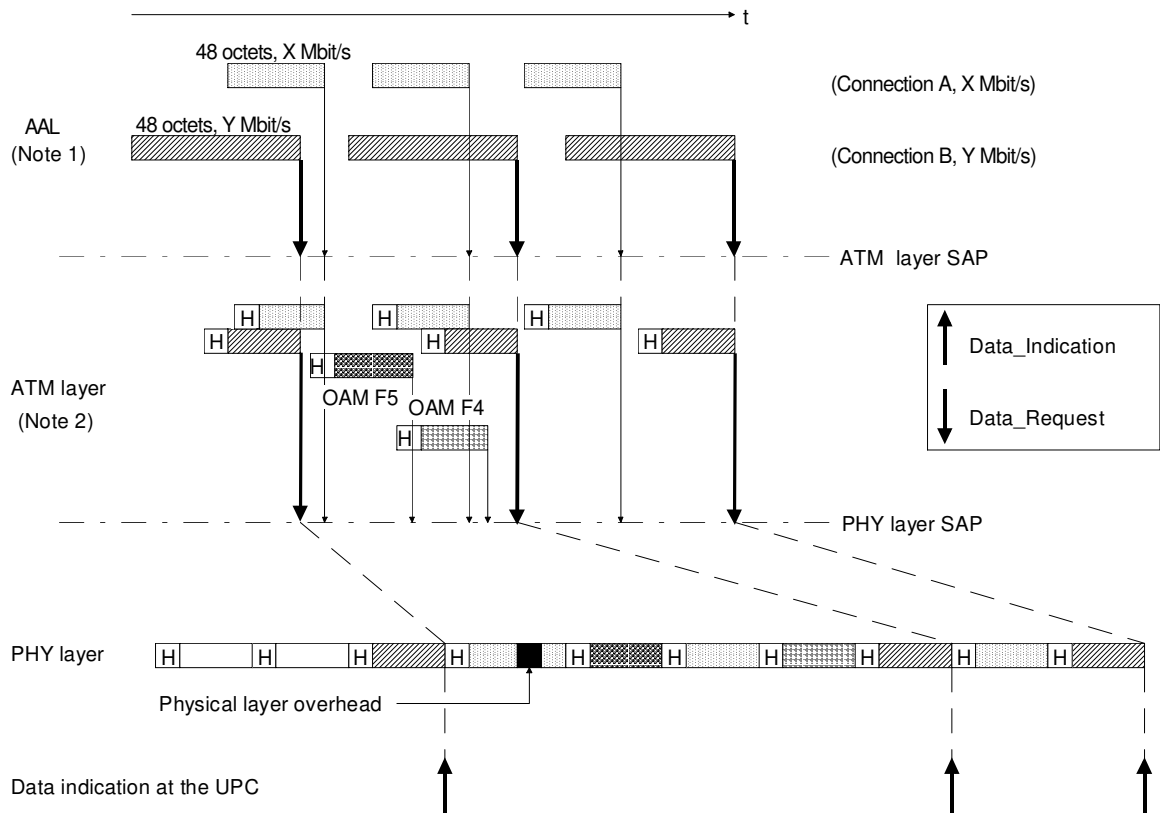 t
48 octets, X Mbit/s
(Connection A, X Mbit/s)
AAL
(Note 1)
48 octets, Y Mbit/s
(Connection B, Y Mbit/s)
ATM layer SAP
H H H
H H H
H
Data_Indication
ATM layer
(Note 2)
OAM F5 OAM F4
Data_Request
H
PHY layer SAP
PHY layer
H H H H H H H H H H
Physical layer overhead
Data indication at the UPC